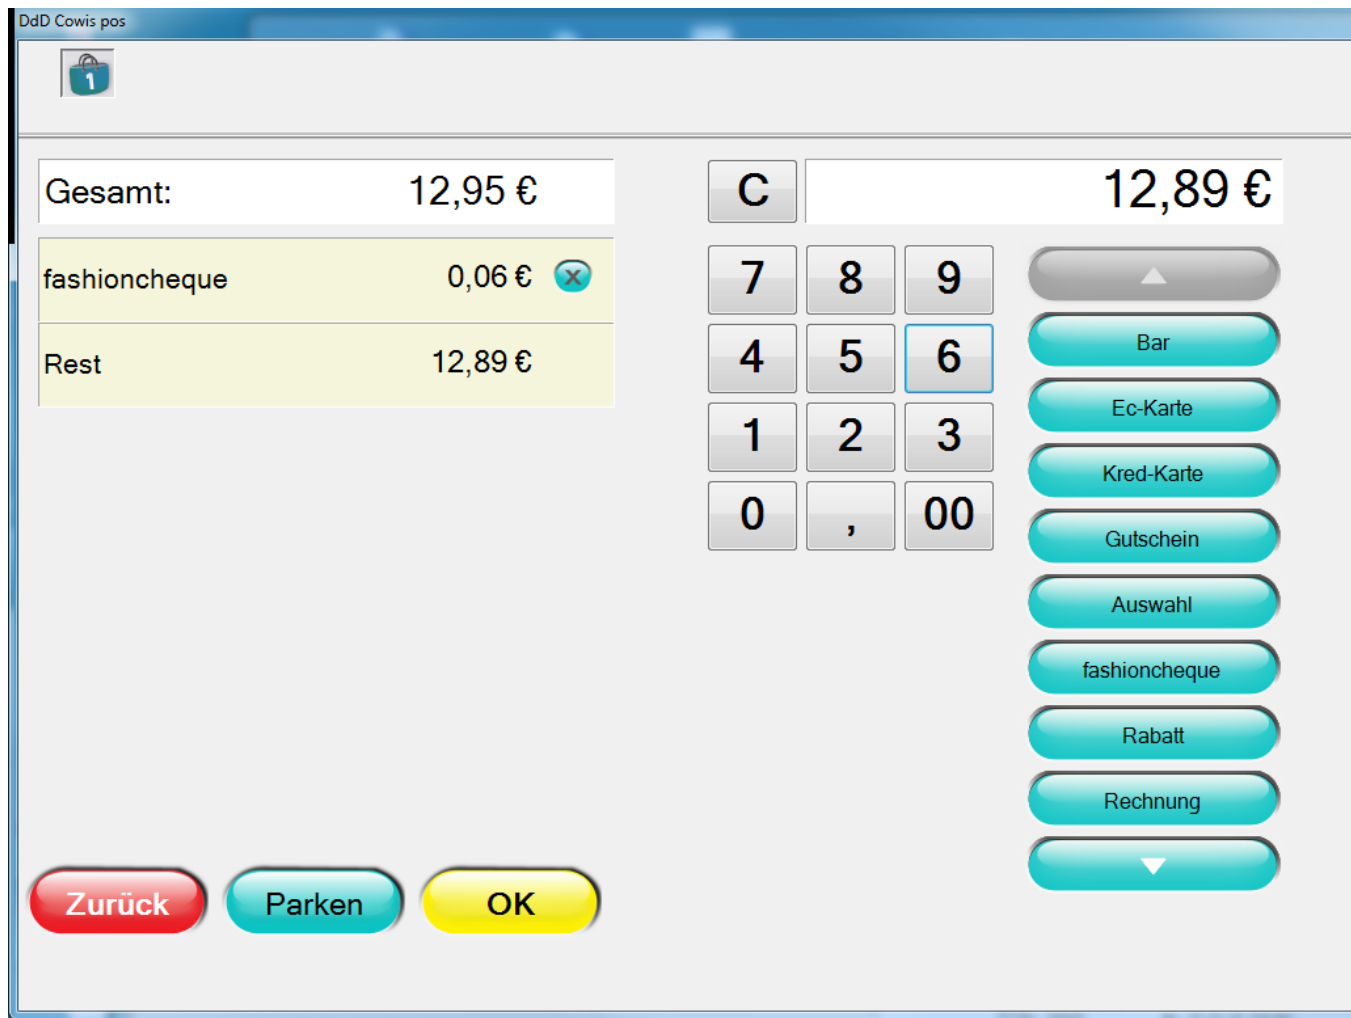 DdD Cowis pos
1
Gesamt: 12,95 €
fashioncheque 0,06 €
Rest 12,89 €
C 12,89 €
7 8 9
4 5 6
1 2 3
0 , 00
Bar
Ec-Karte
Kred-Karte
Gutschein
Auswahl
fashioncheque
Rabatt
Rechnung
Zurück Parken OK